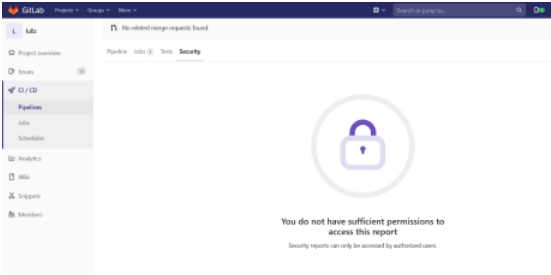 GitLab Projects Groups More Search or jump to...
L lullz
No related merge requests found.
Project overview
Pipeline Jobs 1 Tests Security
Issues
CI / CD
Pipelines
Jobs
Schedules
Analytics
Wiki
Snippets
Members
You do not have sufficient permissions to
access this report
Security reports can only be accessed by authorized users.